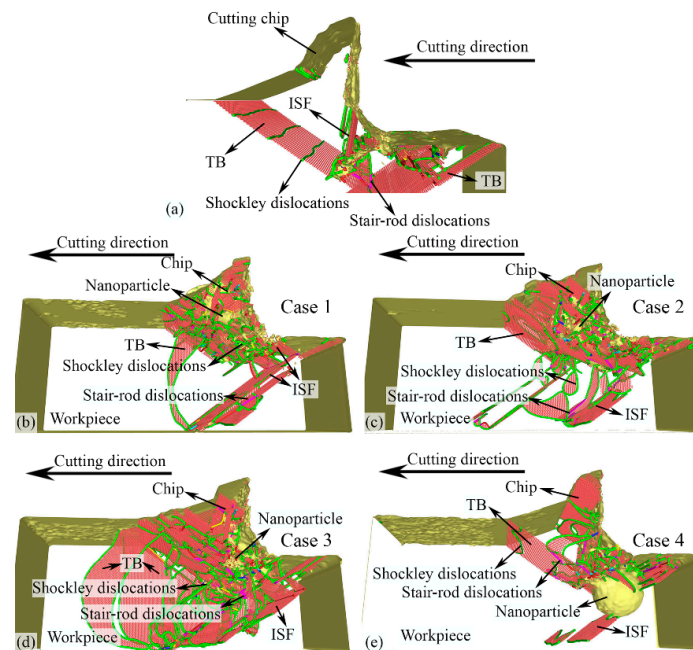 Cutting chip
Cutting direction
ISF
TB
TB
Shockley dislocations
Stair-rod dislocations
(a)
Cutting direction
Chip
Nanoparticle
Case 1
TB
Shockley dislocations
ISF
Stair-rod dislocations
(b)
Workpiece
Cutting direction
Chip
Nanoparticle
Case 2
TB
Shockley dislocations
Stair-rod dislocations
ISF
(c)
Workpiece
Cutting direction
Chip
Nanoparticle
Case 3
TB
Shockley dislocations
Stair-rod dislocations
ISF
(d)
Workpiece
Cutting direction
Chip
TB
Case 4
Shockley dislocations
Stair-rod dislocations
Nanoparticle
ISF
(e)
Workpiece